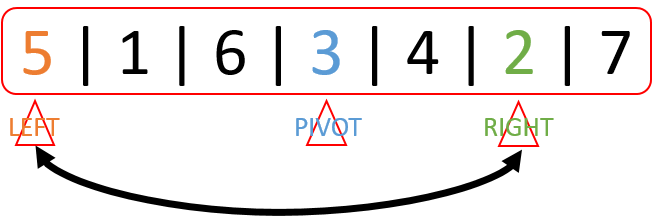 5 | 1 | 6 | 3 | 4 | 2 | 7
LEFT PIVOT RIGHT